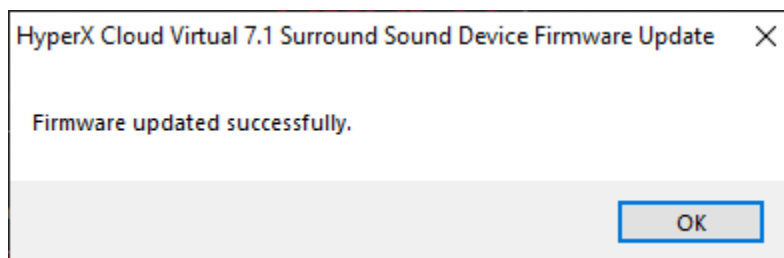 HyperX Cloud Virtual 7.1 Surround Sound Device Firmware Update
Firmware updated successfully.
OK